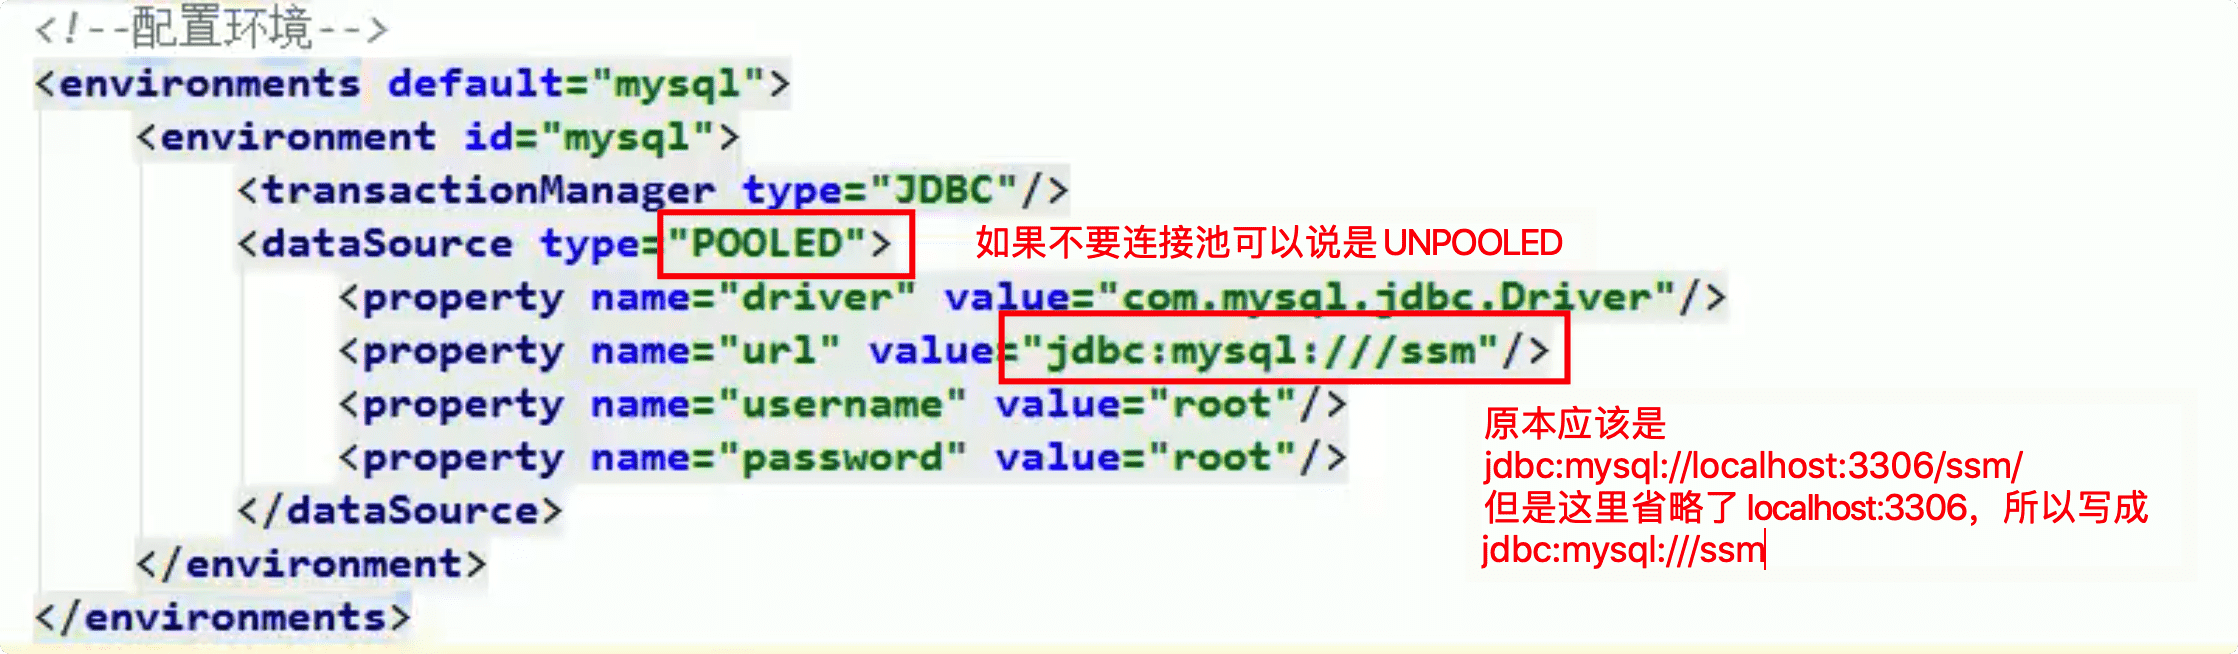 <!--配置环境-->
<environments default="mysql">
<environment id="mysql">
<transactionManager type="JDBC"/>
<dataSource type="POOLED">
如果不要连接池可以说是 UNPOOLED
<property name="driver" value="com.mysql.jdbc.Driver"/>
<property name="url" value="jdbc:mysql:///ssm"/>
<property name="username" value="root"/>
<property name="password" value="root"/>
原本应该是
jdbc:mysql://localhost:3306/ssm/
但是这里省略了 localhost:3306，所以写成
jdbc:mysql:///ssm
</dataSource>
</environment>
</environments>